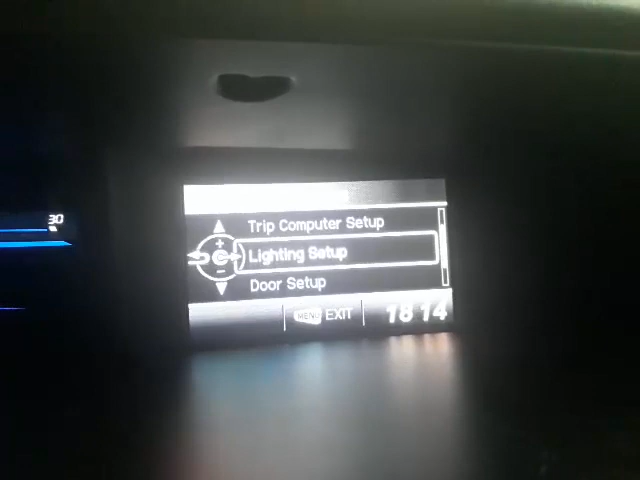 30
Trip Computer Setup
+
Lighting Setup
-
Door Setup
MENU EXIT 18 14